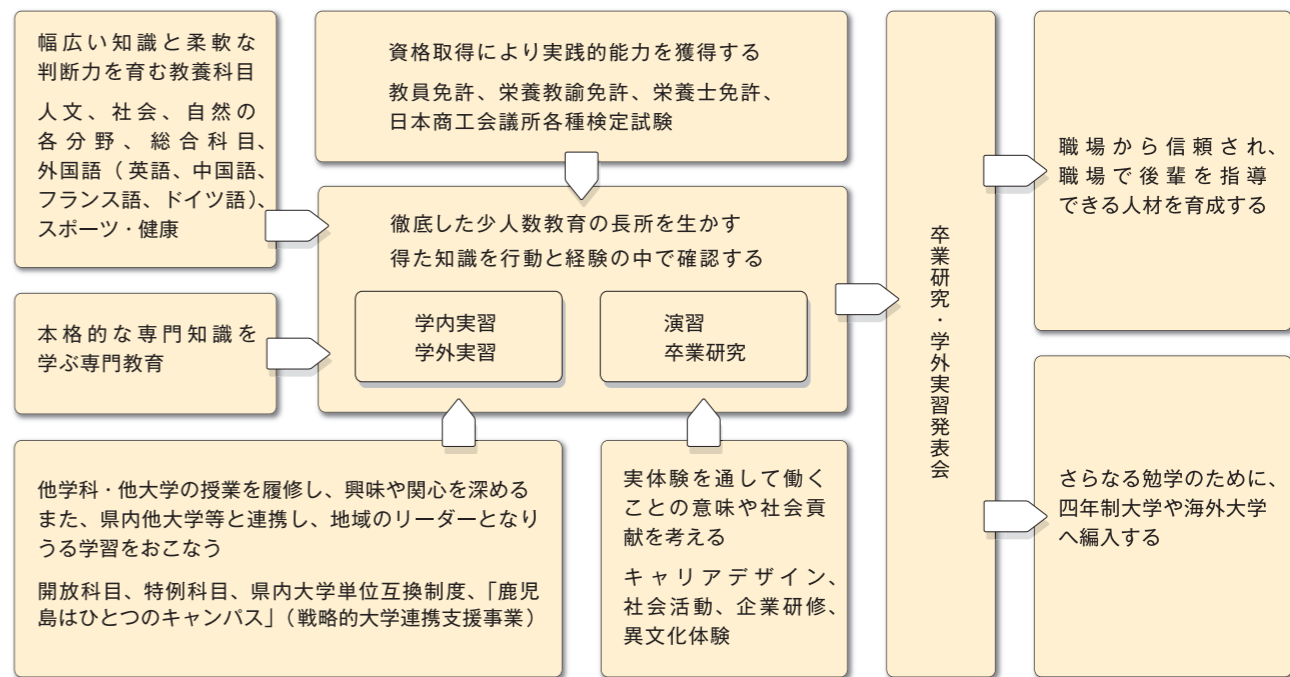 幅広い知識と柔軟な
判断力を育む教養科目
人文、社会、自然の
各分野、総合科目、
外国語（英語、中国語、
フランス語、ドイツ語）、
スポーツ・健康
資格取得により実践的能力を獲得する
教員免許、栄養教諭免許、栄養士免許、
日本商工会議所各種検定試験
本格的な専門知識を
学ぶ専門教育
徹底した少人数教育の長所を生かす
得た知識を行動と経験の中で確認する
学内実習
学外実習
演習
卒業研究
他学科・他大学の授業を履修し、興味や関心を深める
また、県内他大学等と連携し、地域のリーダーとなり
うる学習をおこなう
開放科目、特例科目、県内大学単位互換制度、「鹿児
島はひとつのキャンパス」（戦略的大学連携支援事業）
実体験を通して働く
ことの意味や社会貢
献を考える
キャリアデザイン、
社会活動、企業研修、
異文化体験
卒業研究・学外実習発表会
職場から信頼され、
職場で後輩を指導
できる人材を育成する
さらなる勉学のために、
四年制大学や海外大学
へ編入する